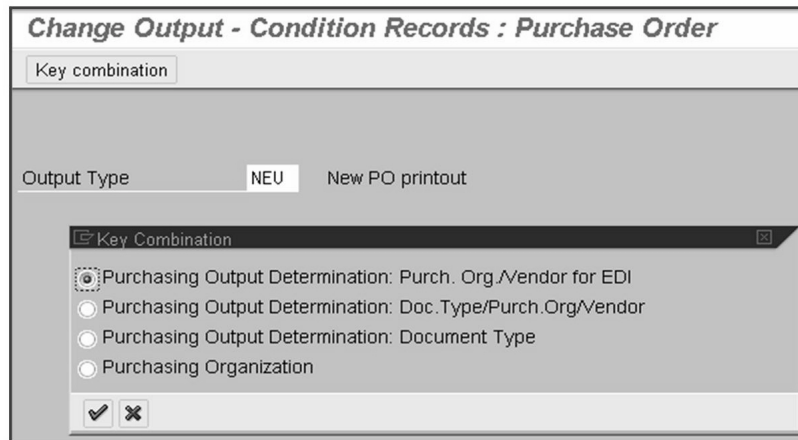 Change Output - Condition Records : Purchase Order
Key combination
Output Type NEU New PO printout
Key Combination
Purchasing Output Determination: Purch. Org./Vendor for EDI
Purchasing Output Determination: Doc.Type/Purch.Org/Vendor
Purchasing Output Determination: Document Type
Purchasing Organization